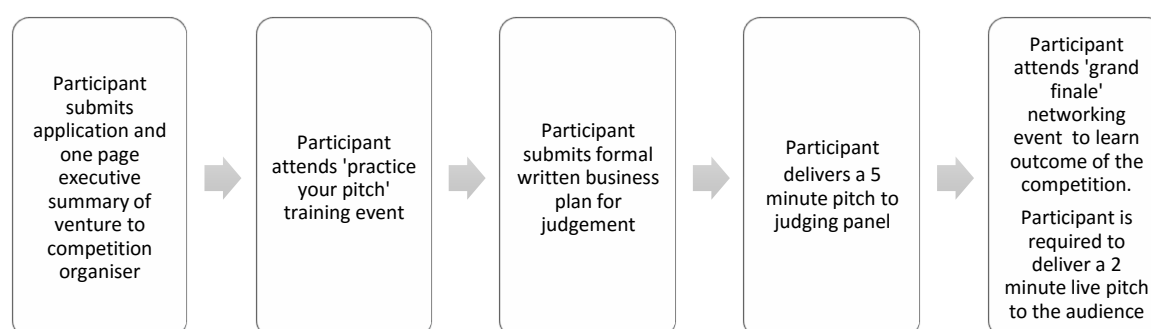 Participant
submits
application and
one page
executive
summary of
venture to
competition
organiser
Participant
attends 'practice
your pitch'
training event
Participant
submits formal
written business
plan for
judgement
Participant
delivers a 5
minute pitch to
judging panel
Participant
attends 'grand
finale'
networking
event to learn
outcome of the
competition.
Participant is
required to
deliver a 2
minute live pitch
to the audience